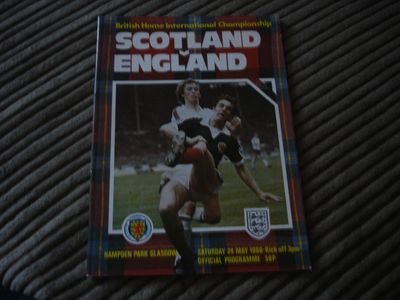 British Home International Championship
SCOTLAND
V
ENGLAND
HAMPDEN PARK GLASGOW
SATURDAY 24 MAY 1980 Kick off 3pm
OFFICIAL PROGRAMME 50P